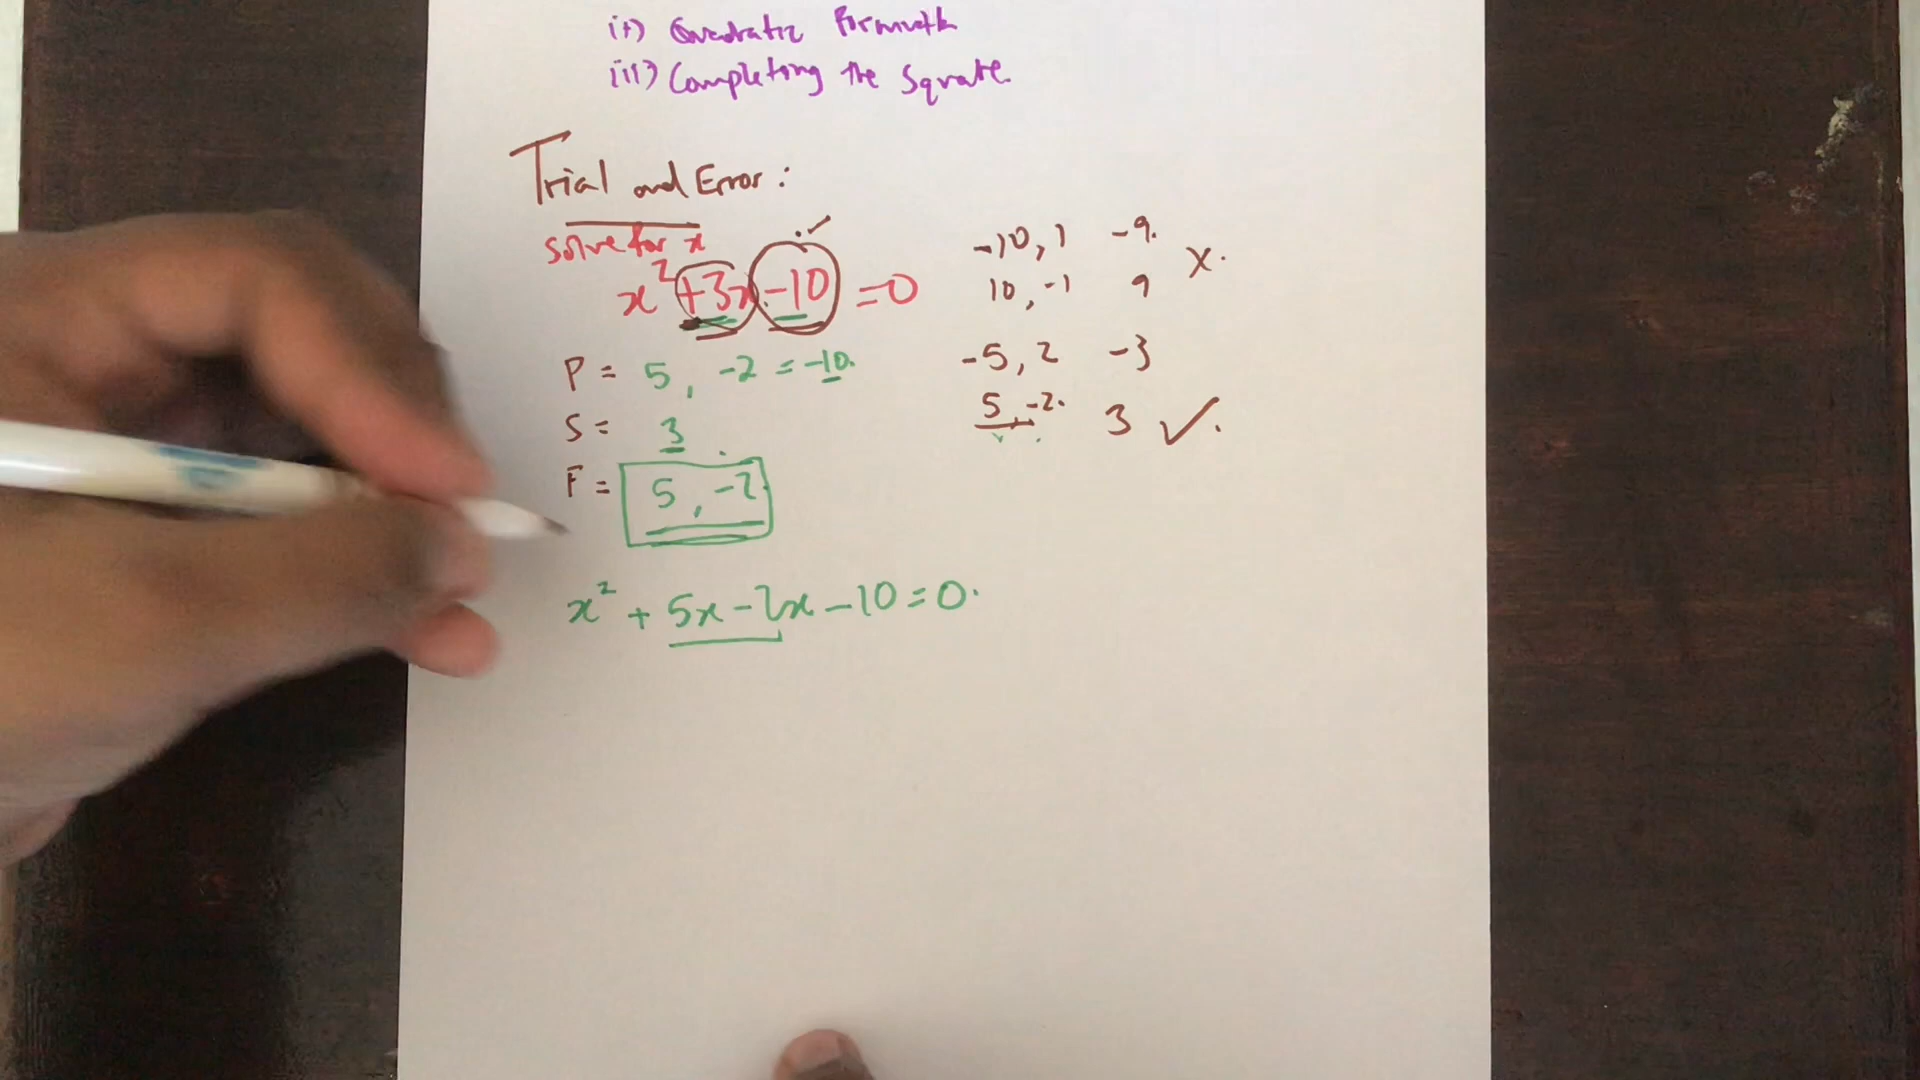 ii) Quadratic Formula
iii) Completing the Square.
Trial and Error:
solve for x
x² +3x -10 = 0
P = 5, -2 = -10.
S = 3
F = 5, -2
x² + 5x - 2x - 10 = 0.
-10, 1 -9.
10, -1 9 ×.
-5, 2 -3
5, -2. 3 ✓.